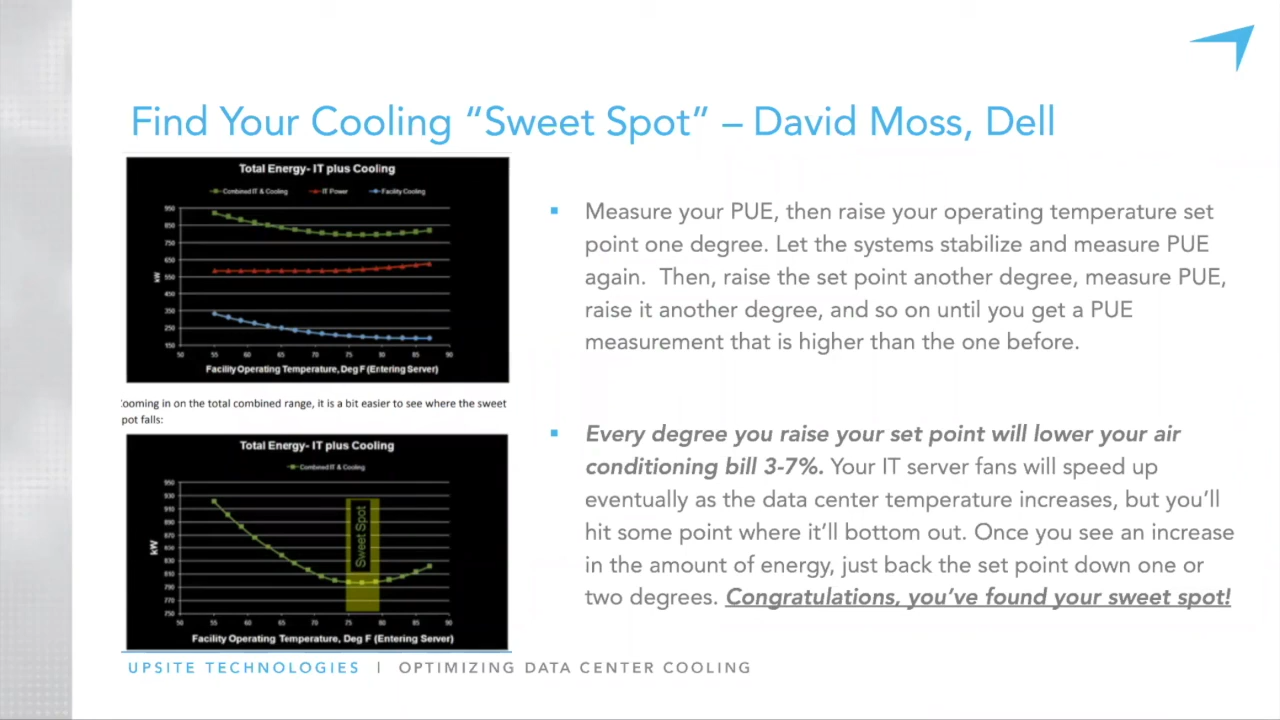 Find Your Cooling “Sweet Spot” – David Moss, Dell
Total Energy- IT plus Cooling
Combined IT & Cooling
IT Power
Facility Cooling
950
850
750
650
550
450
350
250
150
kW
50 55 60 65 70 75 80 85 90
Facility Operating Temperature, Deg F (Entering Server)
ooming in on the total combined range, it is a bit easier to see where the sweet
pot falls:
Total Energy- IT plus Cooling
Combined IT & Cooling
950
930
910
890
870
850
830
810
790
770
750
kW
Sweet Spot
50 55 60 65 70 75 80 85 90
Facility Operating Temperature, Deg F (Entering Server)
Measure your PUE, then raise your operating temperature set
point one degree. Let the systems stabilize and measure PUE
again. Then, raise the set point another degree, measure PUE,
raise it another degree, and so on until you get a PUE
measurement that is higher than the one before.
Every degree you raise your set point will lower your air
conditioning bill 3-7%. Your IT server fans will speed up
eventually as the data center temperature increases, but you’ll
hit some point where it’ll bottom out. Once you see an increase
in the amount of energy, just back the set point down one or
two degrees. Congratulations, you’ve found your sweet spot!
UPSITE TECHNOLOGIES | OPTIMIZING DATA CENTER COOLING